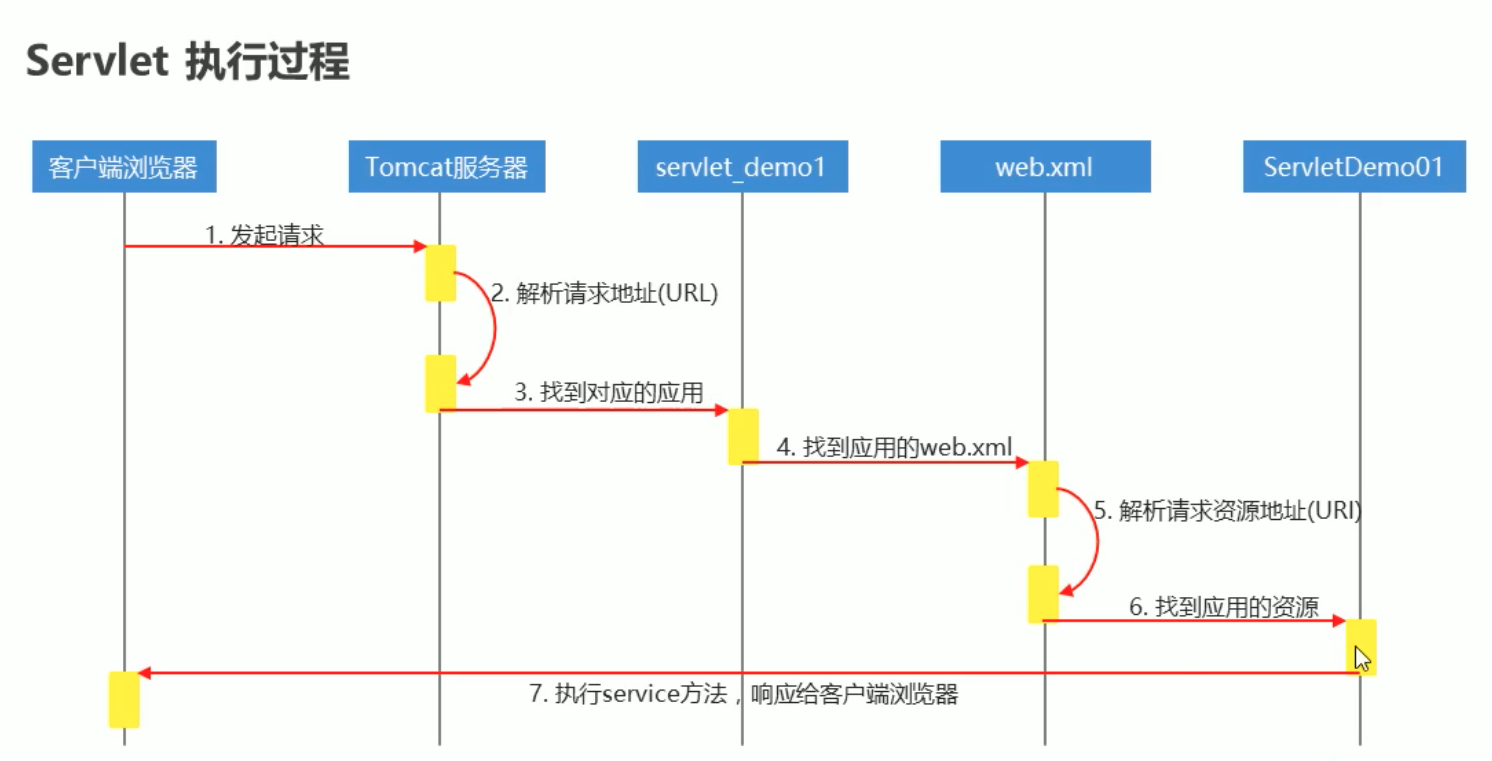 Servlet 执行过程
客户端浏览器
Tomcat服务器
servlet_demo1
web.xml
ServletDemo01
1. 发起请求
2. 解析请求地址(URL)
3. 找到对应的应用
4. 找到应用的web.xml
5. 解析请求资源地址(URI)
6. 找到应用的资源
7. 执行service方法，响应给客户端浏览器